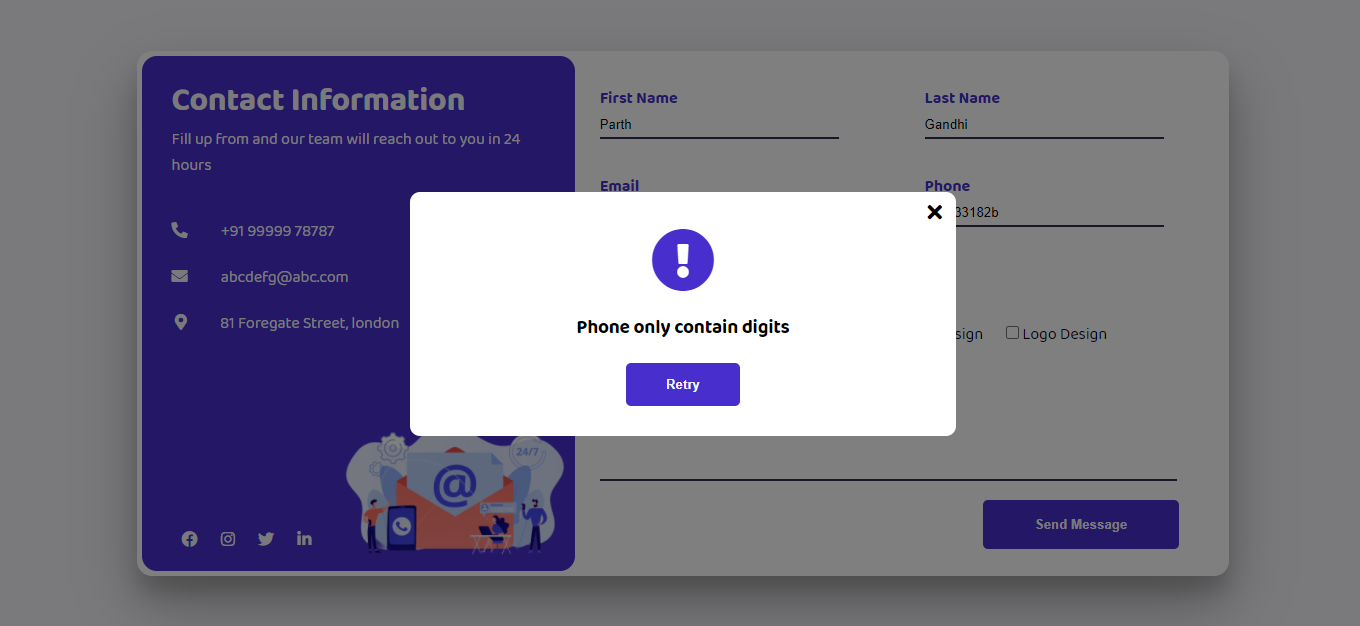 Contact Information
Fill up from and our team will reach out to you in 24
hours
+91 99999 78787
abcdefg@abc.com
81 Foregate Street, london
24/7
@
First Name
Last Name
Parth
Gandhi
Email
Phone
33182b
Phone only contain digits
Retry
sign
Logo Design
Send Message